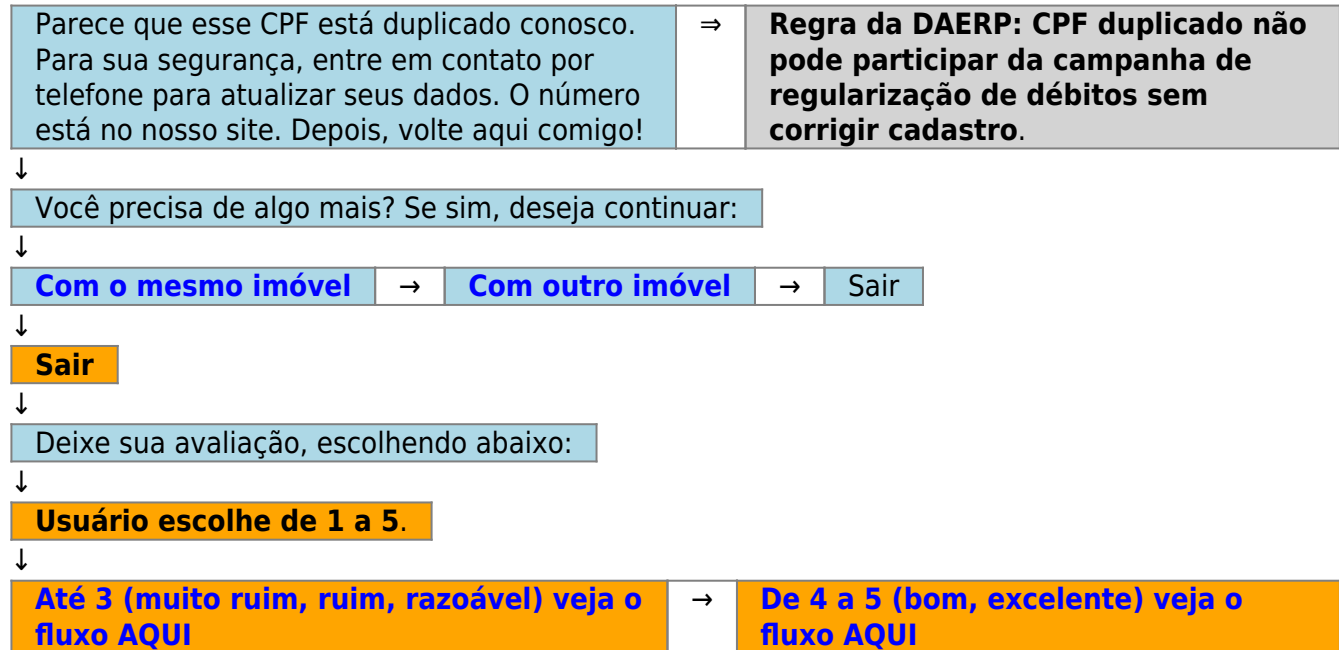 Parece que esse CPF está duplicado conosco.
Para sua segurança, entre em contato por
telefone para atualizar seus dados. O número
está no nosso site. Depois, volte aqui comigo!
⇒
Regra da DAERP: CPF duplicado não
pode participar da campanha de
regularização de débitos sem
corrigir cadastro.
↓
Você precisa de algo mais? Se sim, deseja continuar:
↓
Com o mesmo imóvel → Com outro imóvel → Sair
↓
Sair
↓
Deixe sua avaliação, escolhendo abaixo:
↓
Usuário escolhe de 1 a 5.
↓
Até 3 (muito ruim, ruim, razoável) veja o
fluxo AQUI
→
De 4 a 5 (bom, excelente) veja o
fluxo AQUI